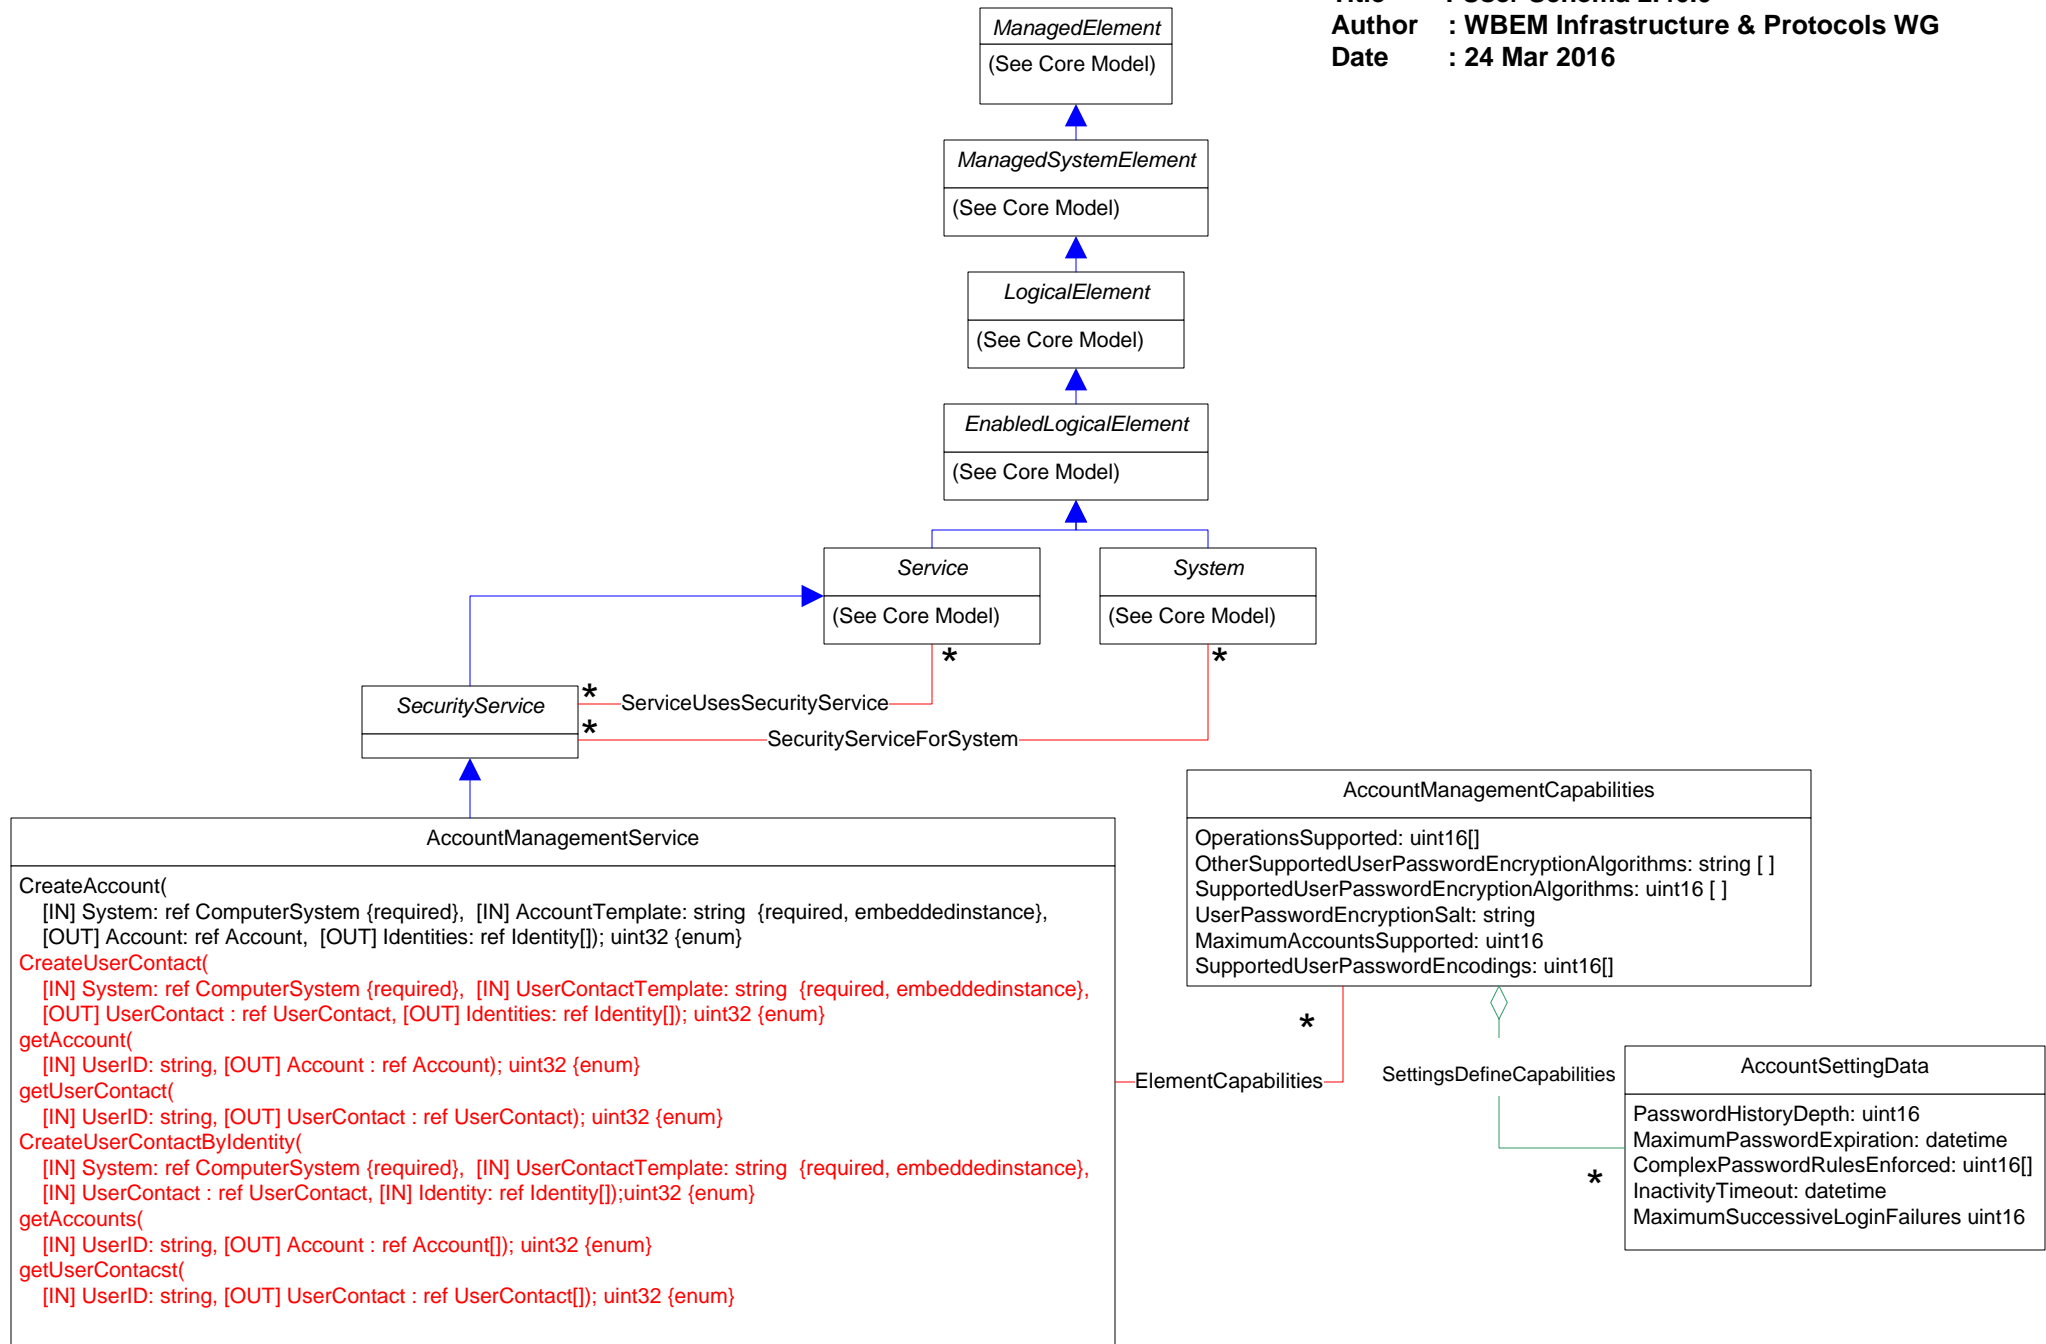 Author : WBEM Infrastructure & Protocols WG
Date : 24 Mar 2016
ManagedElement
(See Core Model)
ManagedSystemElement
(See Core Model)
LogicalElement
(See Core Model)
EnabledLogicalElement
(See Core Model)
Service
(See Core Model)
System
(See Core Model)
*
*
SecurityService
*
ServiceUsesSecurityService
*
SecurityServiceForSystem
AccountManagementService
CreateAccount(
[IN] System: ref ComputerSystem {required}, [IN] AccountTemplate: string {required, embeddedinstance},
[OUT] Account: ref Account, [OUT] Identities: ref Identity[]); uint32 {enum}
CreateUserContact(
[IN] System: ref ComputerSystem {required}, [IN] UserContactTemplate: string {required, embeddedinstance},
[OUT] UserContact : ref UserContact, [OUT] Identities: ref Identity[]); uint32 {enum}
getAccount(
[IN] UserID: string, [OUT] Account : ref Account); uint32 {enum}
getUserContact(
[IN] UserID: string, [OUT] UserContact : ref UserContact); uint32 {enum}
CreateUserContactByIdentity(
[IN] System: ref ComputerSystem {required}, [IN] UserContactTemplate: string {required, embeddedinstance},
[IN] UserContact : ref UserContact, [IN] Identity: ref Identity[]);uint32 {enum}
getAccounts(
[IN] UserID: string, [OUT] Account : ref Account[]); uint32 {enum}
getUserContacst(
[IN] UserID: string, [OUT] UserContact : ref UserContact[]); uint32 {enum}
AccountManagementCapabilities
OperationsSupported: uint16[]
OtherSupportedUserPasswordEncryptionAlgorithms: string [ ]
SupportedUserPasswordEncryptionAlgorithms: uint16 [ ]
UserPasswordEncryptionSalt: string
MaximumAccountsSupported: uint16
SupportedUserPasswordEncodings: uint16[]
*
ElementCapabilities
SettingsDefineCapabilities
*
AccountSettingData
PasswordHistoryDepth: uint16
MaximumPasswordExpiration: datetime
ComplexPasswordRulesEnforced: uint16[]
InactivityTimeout: datetime
MaximumSuccessiveLoginFailures uint16